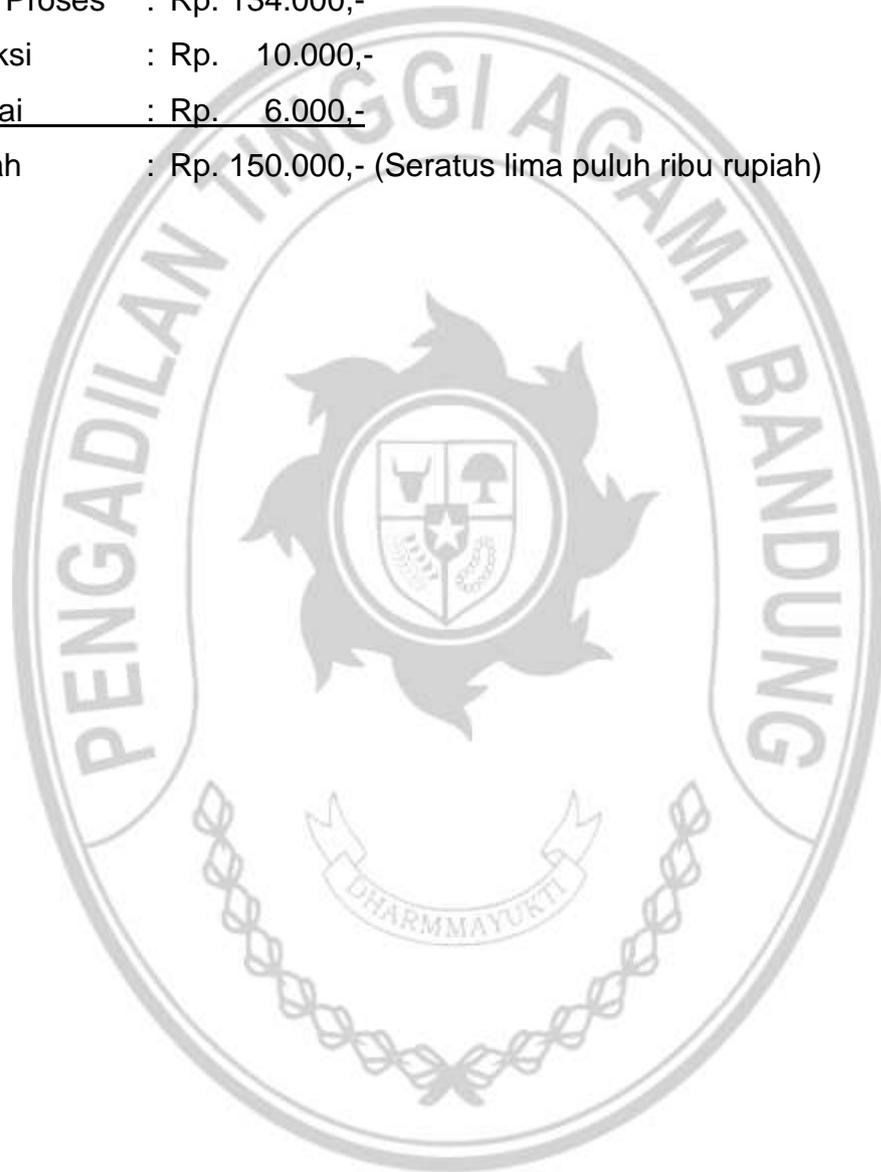 Proses : Rp. 134.000,-
ksi : Rp. 10.000,-
ai : Rp. 6.000,-
ah : Rp. 150.000,- (Seratus lima puluh ribu rupiah)
PENGADILAN TINGGI AGAMA BANDUNG
DHARMMAYUKTI